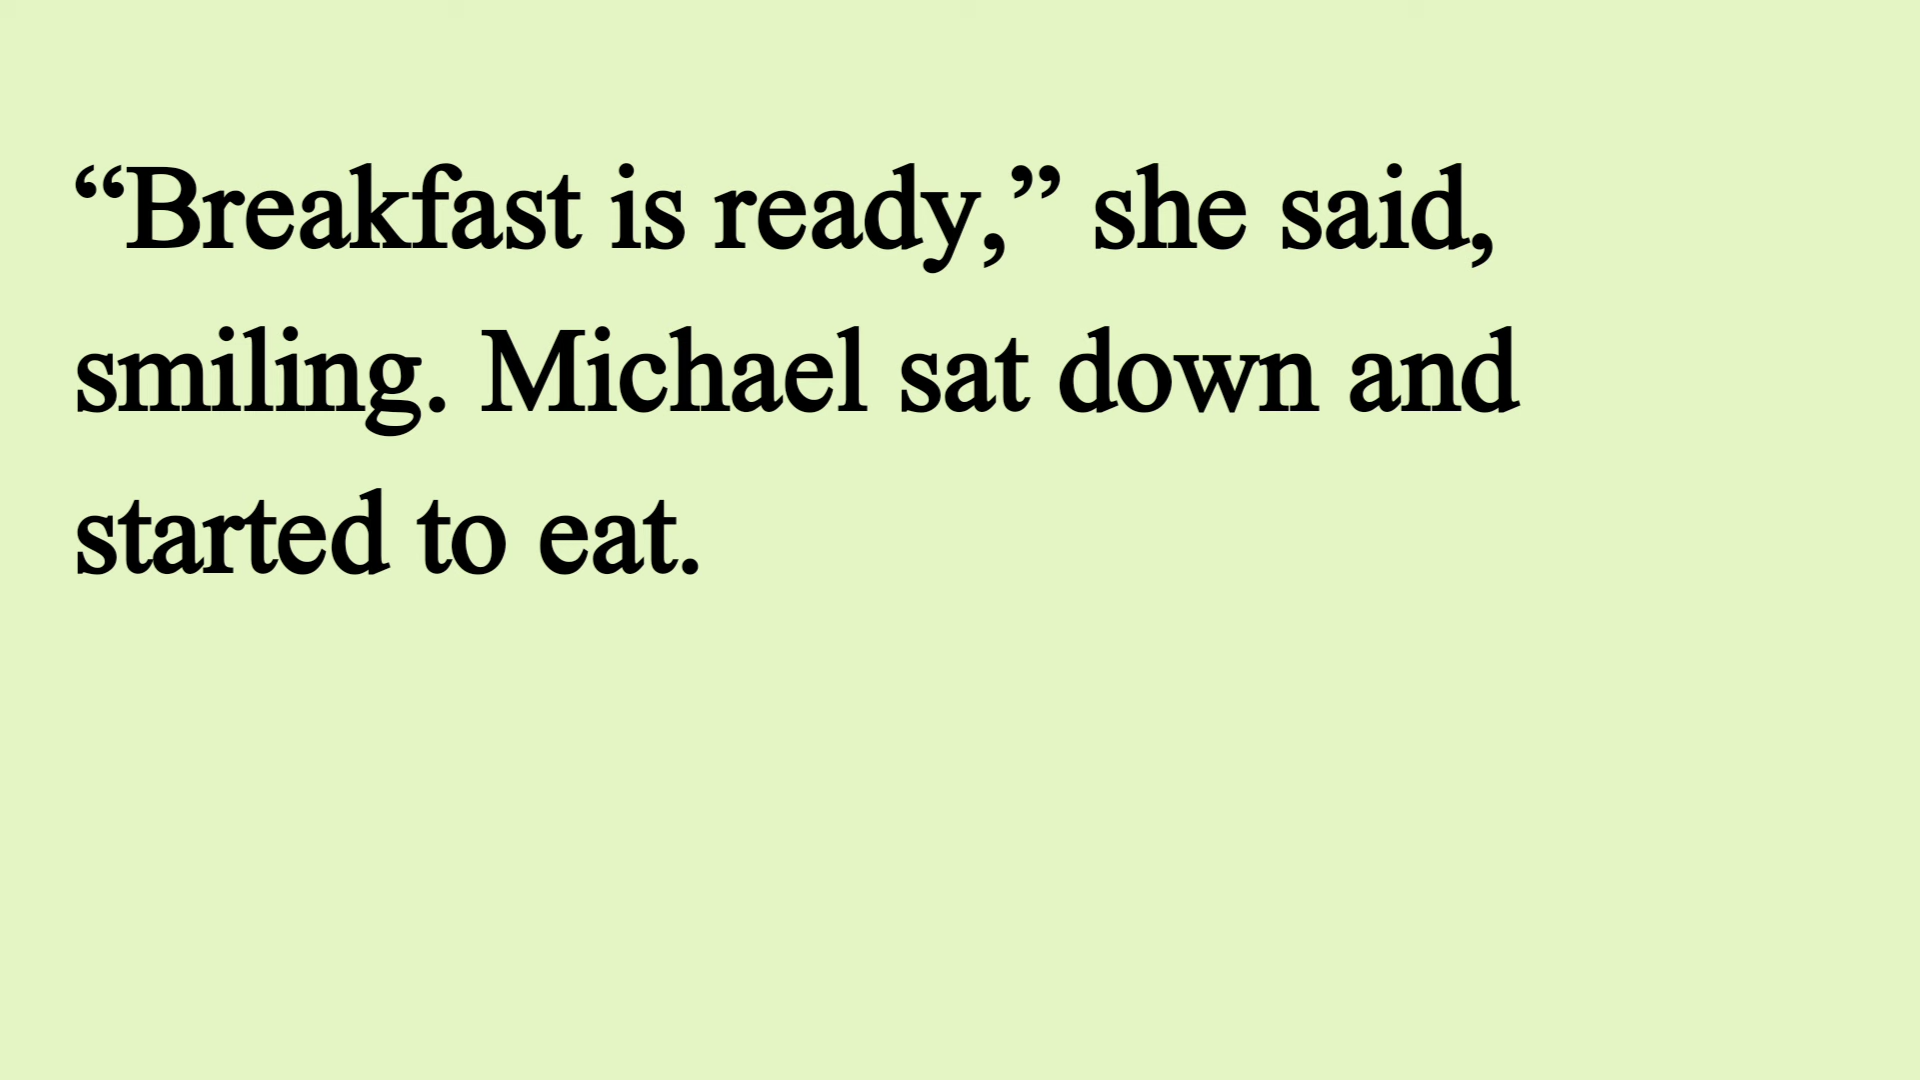 “Breakfast is ready,” she said,
smiling. Michael sat down and
started to eat.